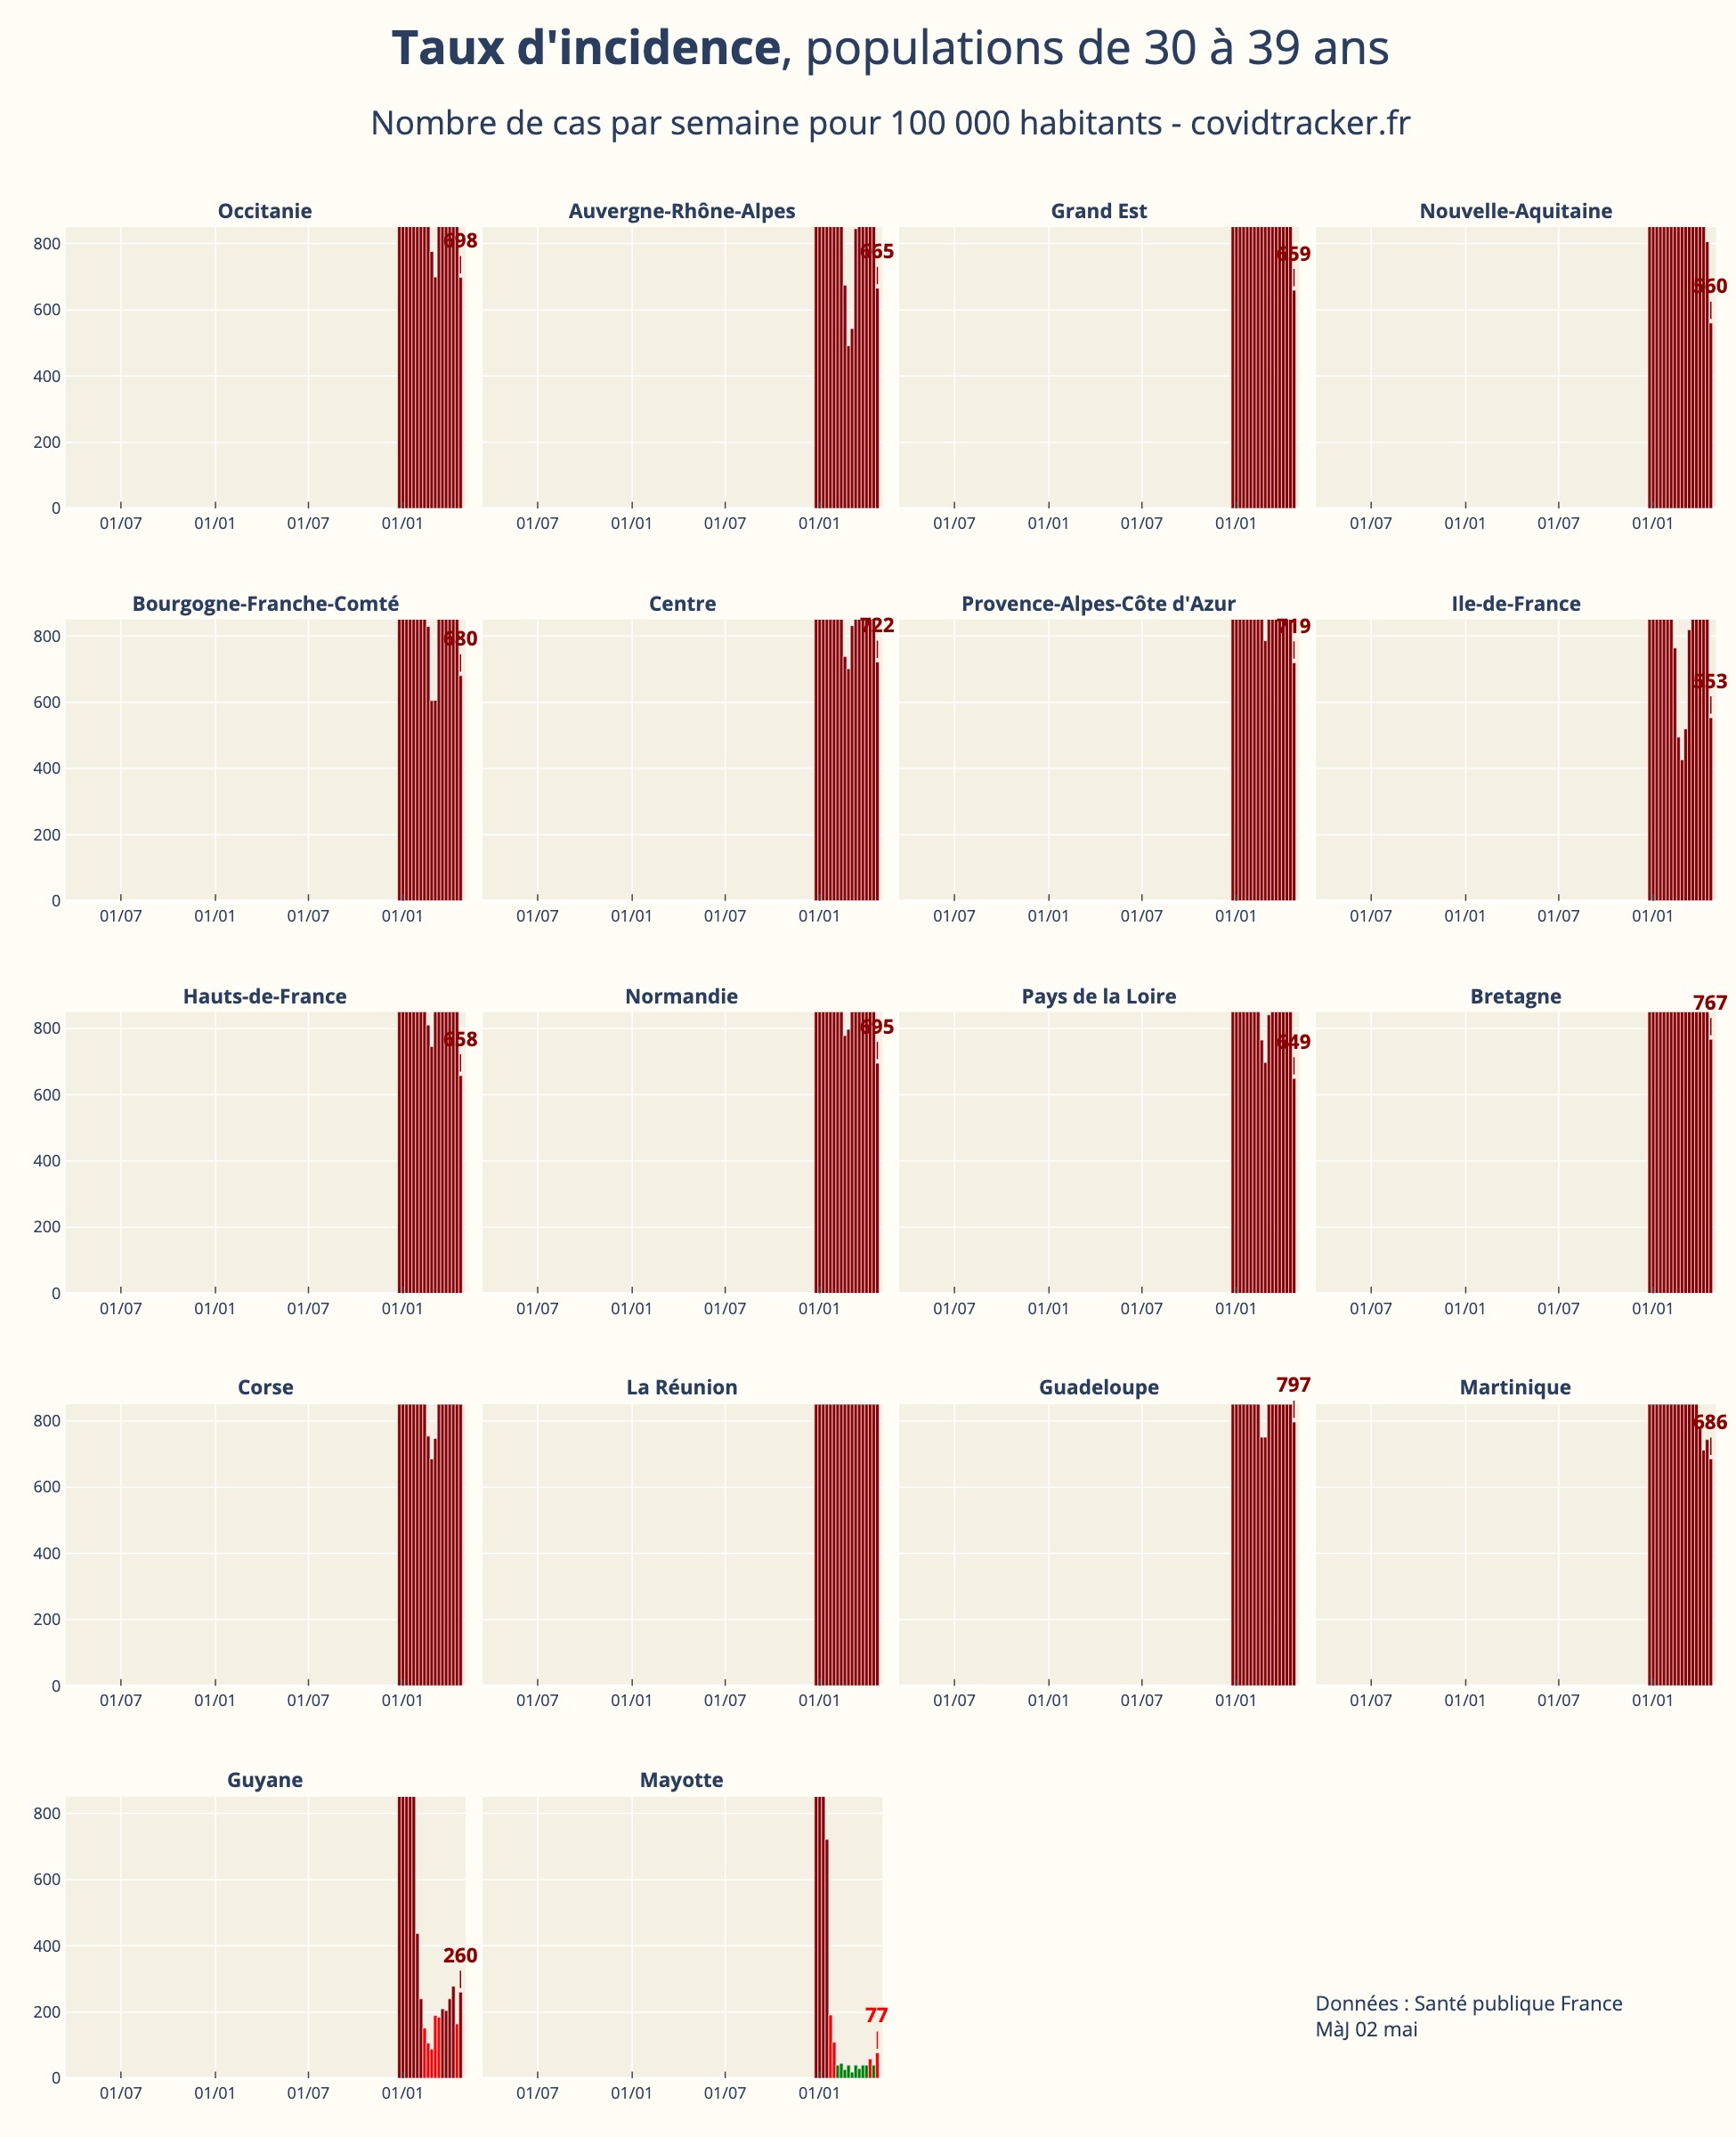 Taux d'incidence, populations de 30 à 39 ans
Nombre de cas par semaine pour 100 000 habitants - covidtracker.fr
Occitanie
Auvergne-Rhône-Alpes
Grand Est
Nouvelle-Aquitaine
800
600
400
200
0
698
665
659
560
01/07 01/01 01/07 01/01
01/07 01/01 01/07 01/01
01/07 01/01 01/07 01/01
01/07 01/01 01/07 01/01
Bourgogne-Franche-Comté
Centre
Provence-Alpes-Côte d'Azur
Ile-de-France
800
600
400
200
0
680
722
719
553
01/07 01/01 01/07 01/01
01/07 01/01 01/07 01/01
01/07 01/01 01/07 01/01
01/07 01/01 01/07 01/01
Hauts-de-France
Normandie
Pays de la Loire
Bretagne
800
600
400
200
0
658
695
649
767
01/07 01/01 01/07 01/01
01/07 01/01 01/07 01/01
01/07 01/01 01/07 01/01
01/07 01/01 01/07 01/01
Corse
La Réunion
Guadeloupe
Martinique
800
600
400
200
0
797
686
01/07 01/01 01/07 01/01
01/07 01/01 01/07 01/01
01/07 01/01 01/07 01/01
01/07 01/01 01/07 01/01
Guyane
Mayotte
800
600
400
200
0
260
77
01/07 01/01 01/07 01/01
01/07 01/01 01/07 01/01
Données : Santé publique France
MàJ 02 mai